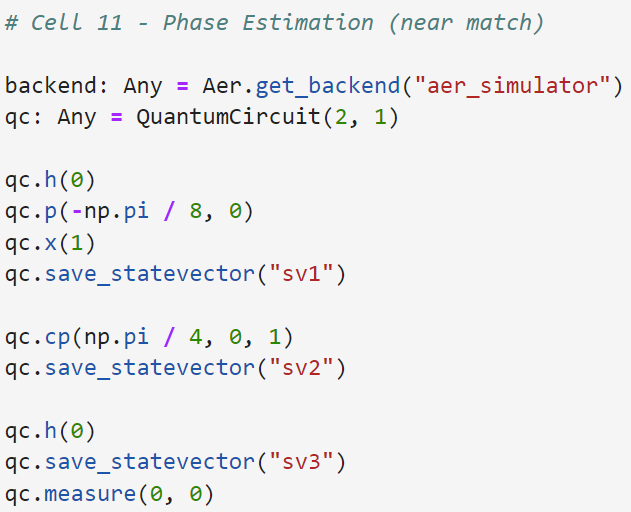 # Cell 11 - Phase Estimation (near match)
backend: Any = Aer.get_backend("aer_simulator")
qc: Any = QuantumCircuit(2, 1)
qc.h(0)
qc.p(-np.pi / 8, 0)
qc.x(1)
qc.save_statevector("sv1")
qc.cp(np.pi / 4, 0, 1)
qc.save_statevector("sv2")
qc.h(0)
qc.save_statevector("sv3")
qc.measure(0, 0)